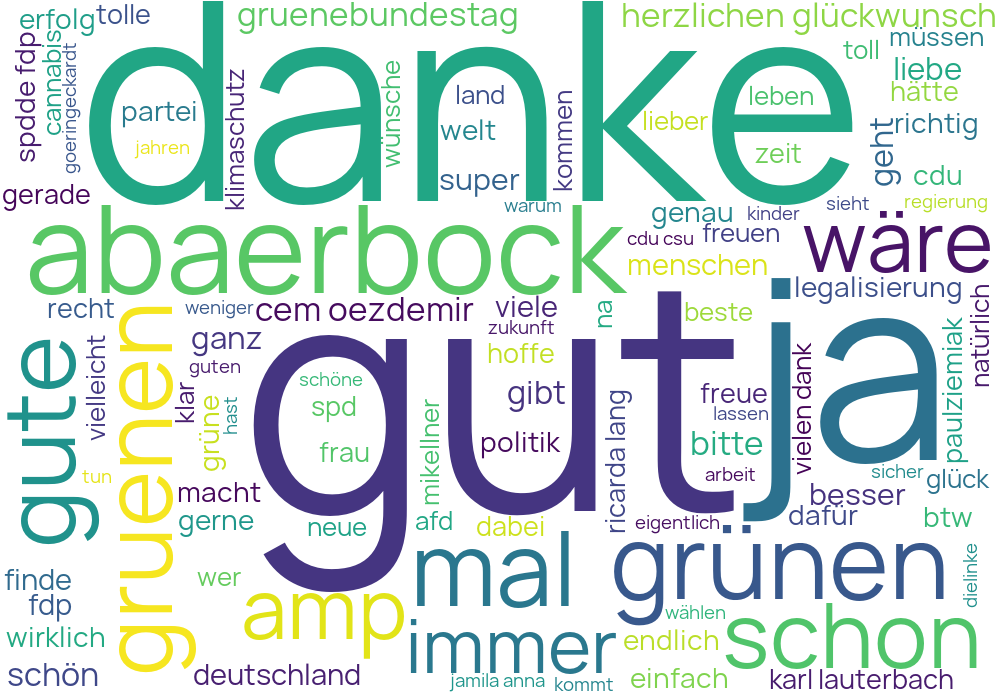 erfolg
tolle
gruenebundestag
herzlichen glückwunsch
spdde fdp
cannabis
goeringeckardt
danke
toll
müssen
liebe
hätte
partei
jahren
klimaschutz
wunsche
land
welt
super
kommen
lieber
leben
zeit
geht
richtig
cdu
gerade
warum
genau
kinder
sieht
regierung
abaerbock
cdu csu
freuen
wäre
menschen
legalisierung
recht
weniger
cem oezdemir
viele
zukunft
na
beste
natürlich
gute
vielleicht
gruenen
ganz
guten
klar
gutja
schöne
spd
frau
hoffe
gibt
politik
freue
lassen
bitte
vielen dank
paulziemiak
grüne
hast
mikellner
ricarda lang
arbeit
sicher
glück
tun
macht
gerne
neue
afd
dabei
eigentlich
besser
dafür
btw
finde
fdp
wirklich
schön
wer
amp
mal
immer
grünen
wählen
endlich
schon
dielinke
deutschland
jamila anna
kommt
einfach
karl lauterbach